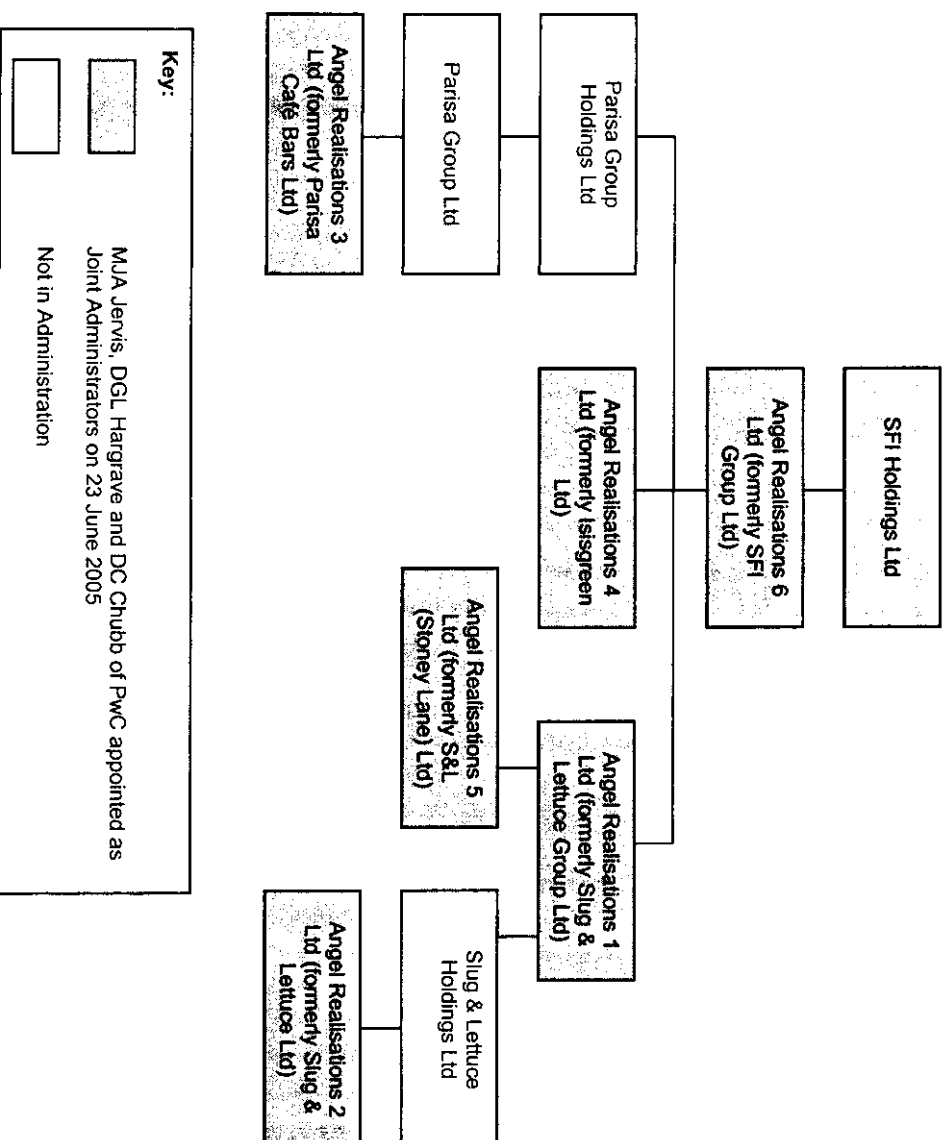 SFI Holdings Ltd
Angel Realisations 6
Ltd (formerly SFI
Group Ltd)
Parisa Group
Holdings Ltd
Angel Realisations 4
Ltd (formerly Isisgreen
Ltd)
Angel Realisations 1
Ltd (formerly Slug &
Lettuce Group Ltd)
Parisa Group Ltd
Angel Realisations 5
Ltd (formerly S&L
(Stoney Lane) Ltd)
Slug & Lettuce
Holdings Ltd
Angel Realisations 3
Ltd (formerly Parisa
Café Bars Ltd)
Angel Realisations 2
Ltd (formerly Slug &
Lettuce Ltd)
Key:
MJA Jervis, DGL Hargrave and DC Chubb of PwC appointed as
Joint Administrators on 23 June 2005
Not in Administration